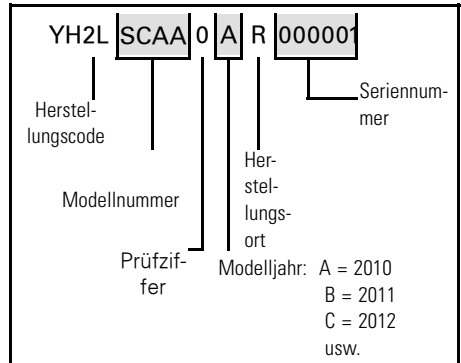 YH2L SCAA 0 A R 000001
Herstel-
lungscode
Seriennum-
mer
Modellnummer
Her-
stel-
lungs-
ort
Prüfzif-
fer
Modelljahr: A = 2010
B = 2011
C = 2012
usw.